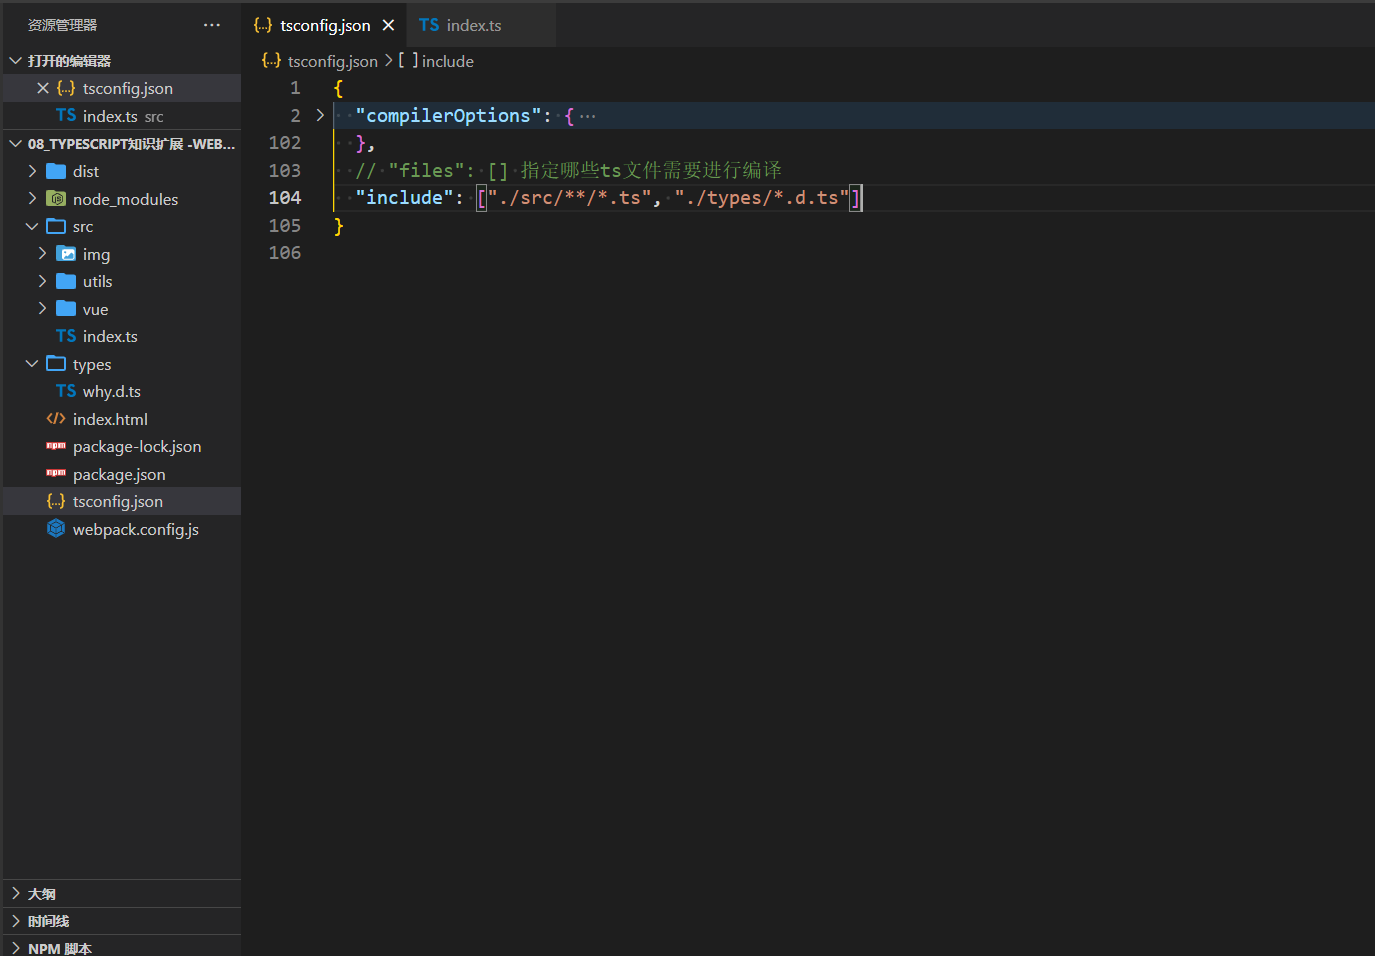 资源管理器
打开的编辑器
tsconfig.json
index.ts src
08_TYPESCRIPT知识扩展 -WEB...
dist
node_modules
src
img
utils
vue
index.ts
types
why.d.ts
index.html
package-lock.json
package.json
tsconfig.json
webpack.config.js
大纲
时间线
NPM 脚本
tsconfig.json
index.ts
tsconfig.json > [ ] include
1 {
2 "compilerOptions": { ...
102 },
103 // "files": [] 指定哪些ts文件需要进行编译
104 "include": ["./src/**/*.ts", "./types/*.d.ts"]
105 }
106